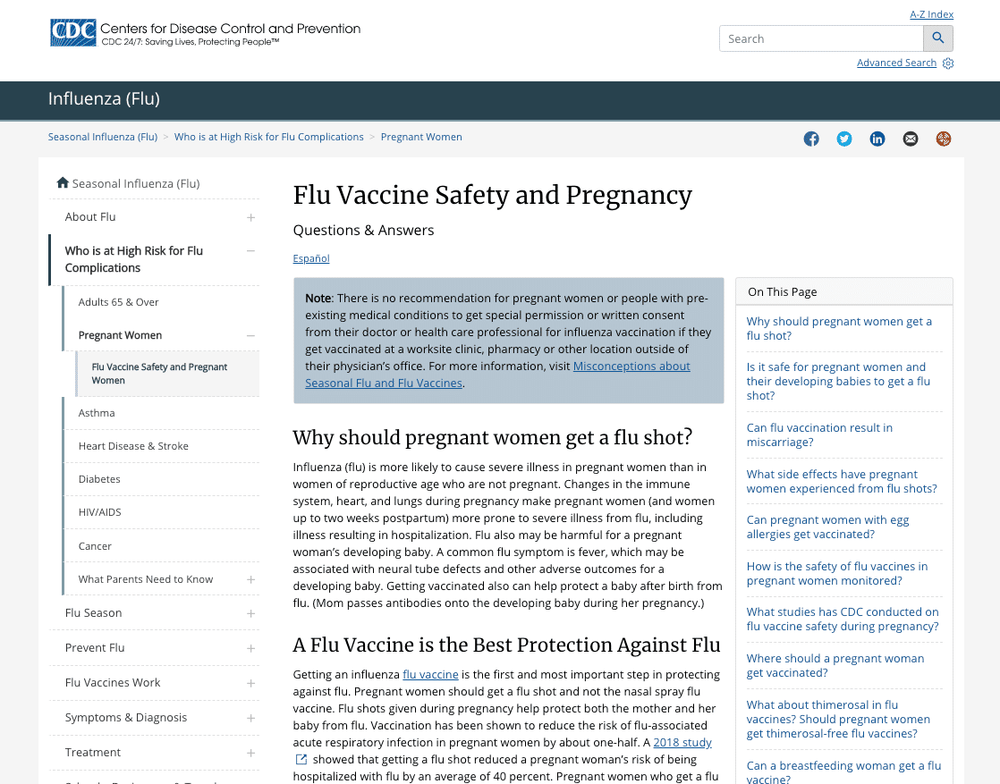 CDC
Centers for Disease Control and Prevention
CDC 24/7: Saving Lives, Protecting People™
A-Z Index
Search
Advanced Search
Influenza (Flu)
Seasonal Influenza (Flu) > Who is at High Risk for Flu Complications > Pregnant Women
Seasonal Influenza (Flu)
About Flu
Who is at High Risk for Flu
Complications
Adults 65 & Over
Pregnant Women
Flu Vaccine Safety and Pregnant
Women
Asthma
Heart Disease & Stroke
Diabetes
HIV/AIDS
Cancer
What Parents Need to Know
Flu Season
Prevent Flu
Flu Vaccines Work
Symptoms & Diagnosis
Treatment
Flu Vaccine Safety and Pregnancy
Questions & Answers
Español
Note: There is no recommendation for pregnant women or people with pre-
existing medical conditions to get special permission or written consent
from their doctor or health care professional for influenza vaccination if they
get vaccinated at a worksite clinic, pharmacy or other location outside of
their physician's office. For more information, visit Misconceptions about
Seasonal Flu and Flu Vaccines.
Why should pregnant women get a flu shot?
Influenza (flu) is more likely to cause severe illness in pregnant women than in
women of reproductive age who are not pregnant. Changes in the immune
system, heart, and lungs during pregnancy make pregnant women (and women
up to two weeks postpartum) more prone to severe illness from flu, including
illness resulting in hospitalization. Flu also may be harmful for a pregnant
woman's developing baby. A common flu symptom is fever, which may be
associated with neural tube defects and other adverse outcomes for a
developing baby. Getting vaccinated also can help protect a baby after birth from
flu. (Mom passes antibodies onto the developing baby during her pregnancy.)
A Flu Vaccine is the Best Protection Against Flu
Getting an influenza flu vaccine is the first and most important step in protecting
against flu. Pregnant women should get a flu shot and not the nasal spray flu
vaccine. Flu shots given during pregnancy help protect both the mother and her
baby from flu. Vaccination has been shown to reduce the risk of flu-associated
acute respiratory infection in pregnant women by about one-half. A 2018 study
showed that getting a flu shot reduced a pregnant woman's risk of being
hospitalized with flu by an average of 40 percent. Pregnant women who get a flu
On This Page
Why should pregnant women get a
flu shot?
Is it safe for pregnant women and
their developing babies to get a flu
shot?
Can flu vaccination result in
miscarriage?
What side effects have pregnant
women experienced from flu shots?
Can pregnant women with egg
allergies get vaccinated?
How is the safety of flu vaccines in
pregnant women monitored?
What studies has CDC conducted on
flu vaccine safety during pregnancy?
Where should a pregnant woman
get vaccinated?
What about thimerosal in flu
vaccines? Should pregnant women
get thimerosal-free flu vaccines?
Can a breastfeeding woman get a flu
vaccine?